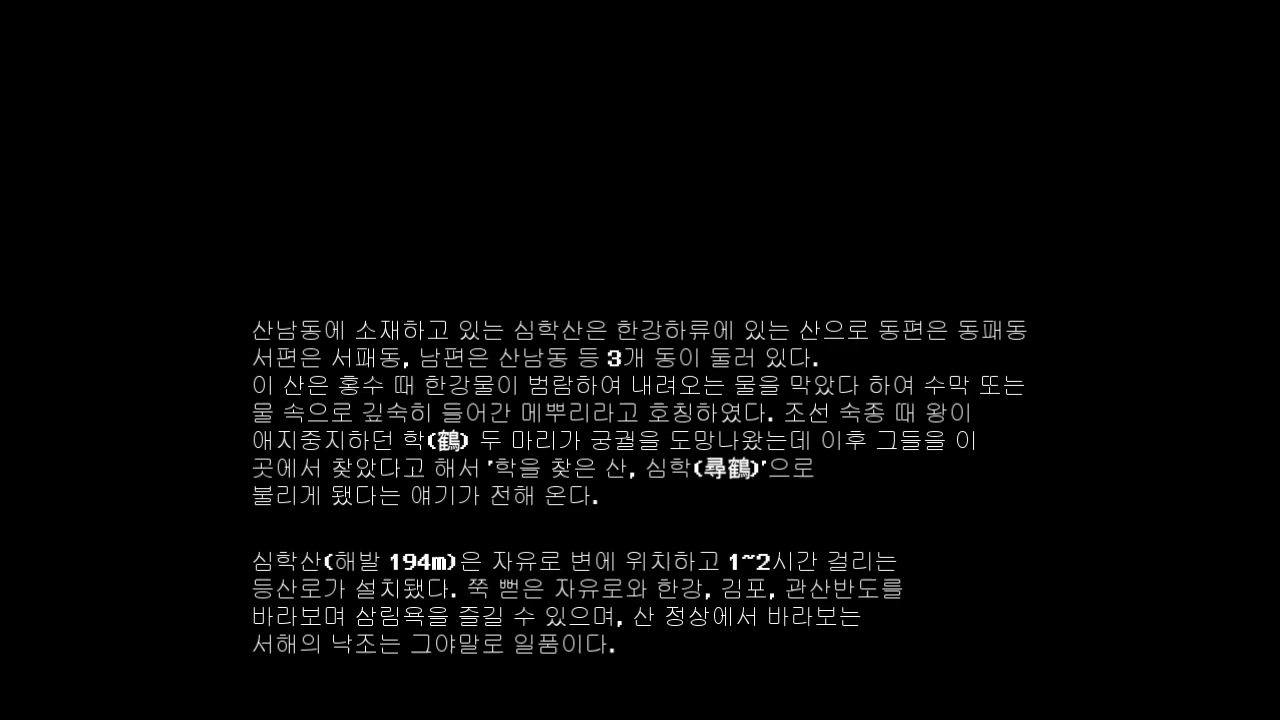 산남동에 소재하고 있는 심학산은 한강하류에 있는 산으로 동편은 동패동
서편은 서패동, 남편은 산남동 등 3개 동이 둘러 있다.
이 산은 홍수 때 한강물이 범람하여 내려오는 물을 막았다 하여 수막 또는
물 속으로 깊숙히 들어간 메뿌리라고 호칭하였다. 조선 숙종 때 왕이
애지중지하던 학(鶴) 두 마리가 궁궐을 도망나왔는데 이후 그들을 이
곳에서 찾았다고 해서 '학을 찾은 산, 심학(尋鶴)'으로
불리게 됐다는 얘기가 전해 온다.
심학산(해발 194m)은 자유로 변에 위치하고 1~2시간 걸리는
등산로가 설치됐다. 쭉 뻗은 자유로와 한강, 김포, 관산반도를
바라보며 삼림욕을 즐길 수 있으며, 산 정상에서 바라보는
서해의 낙조는 그야말로 일품이다.